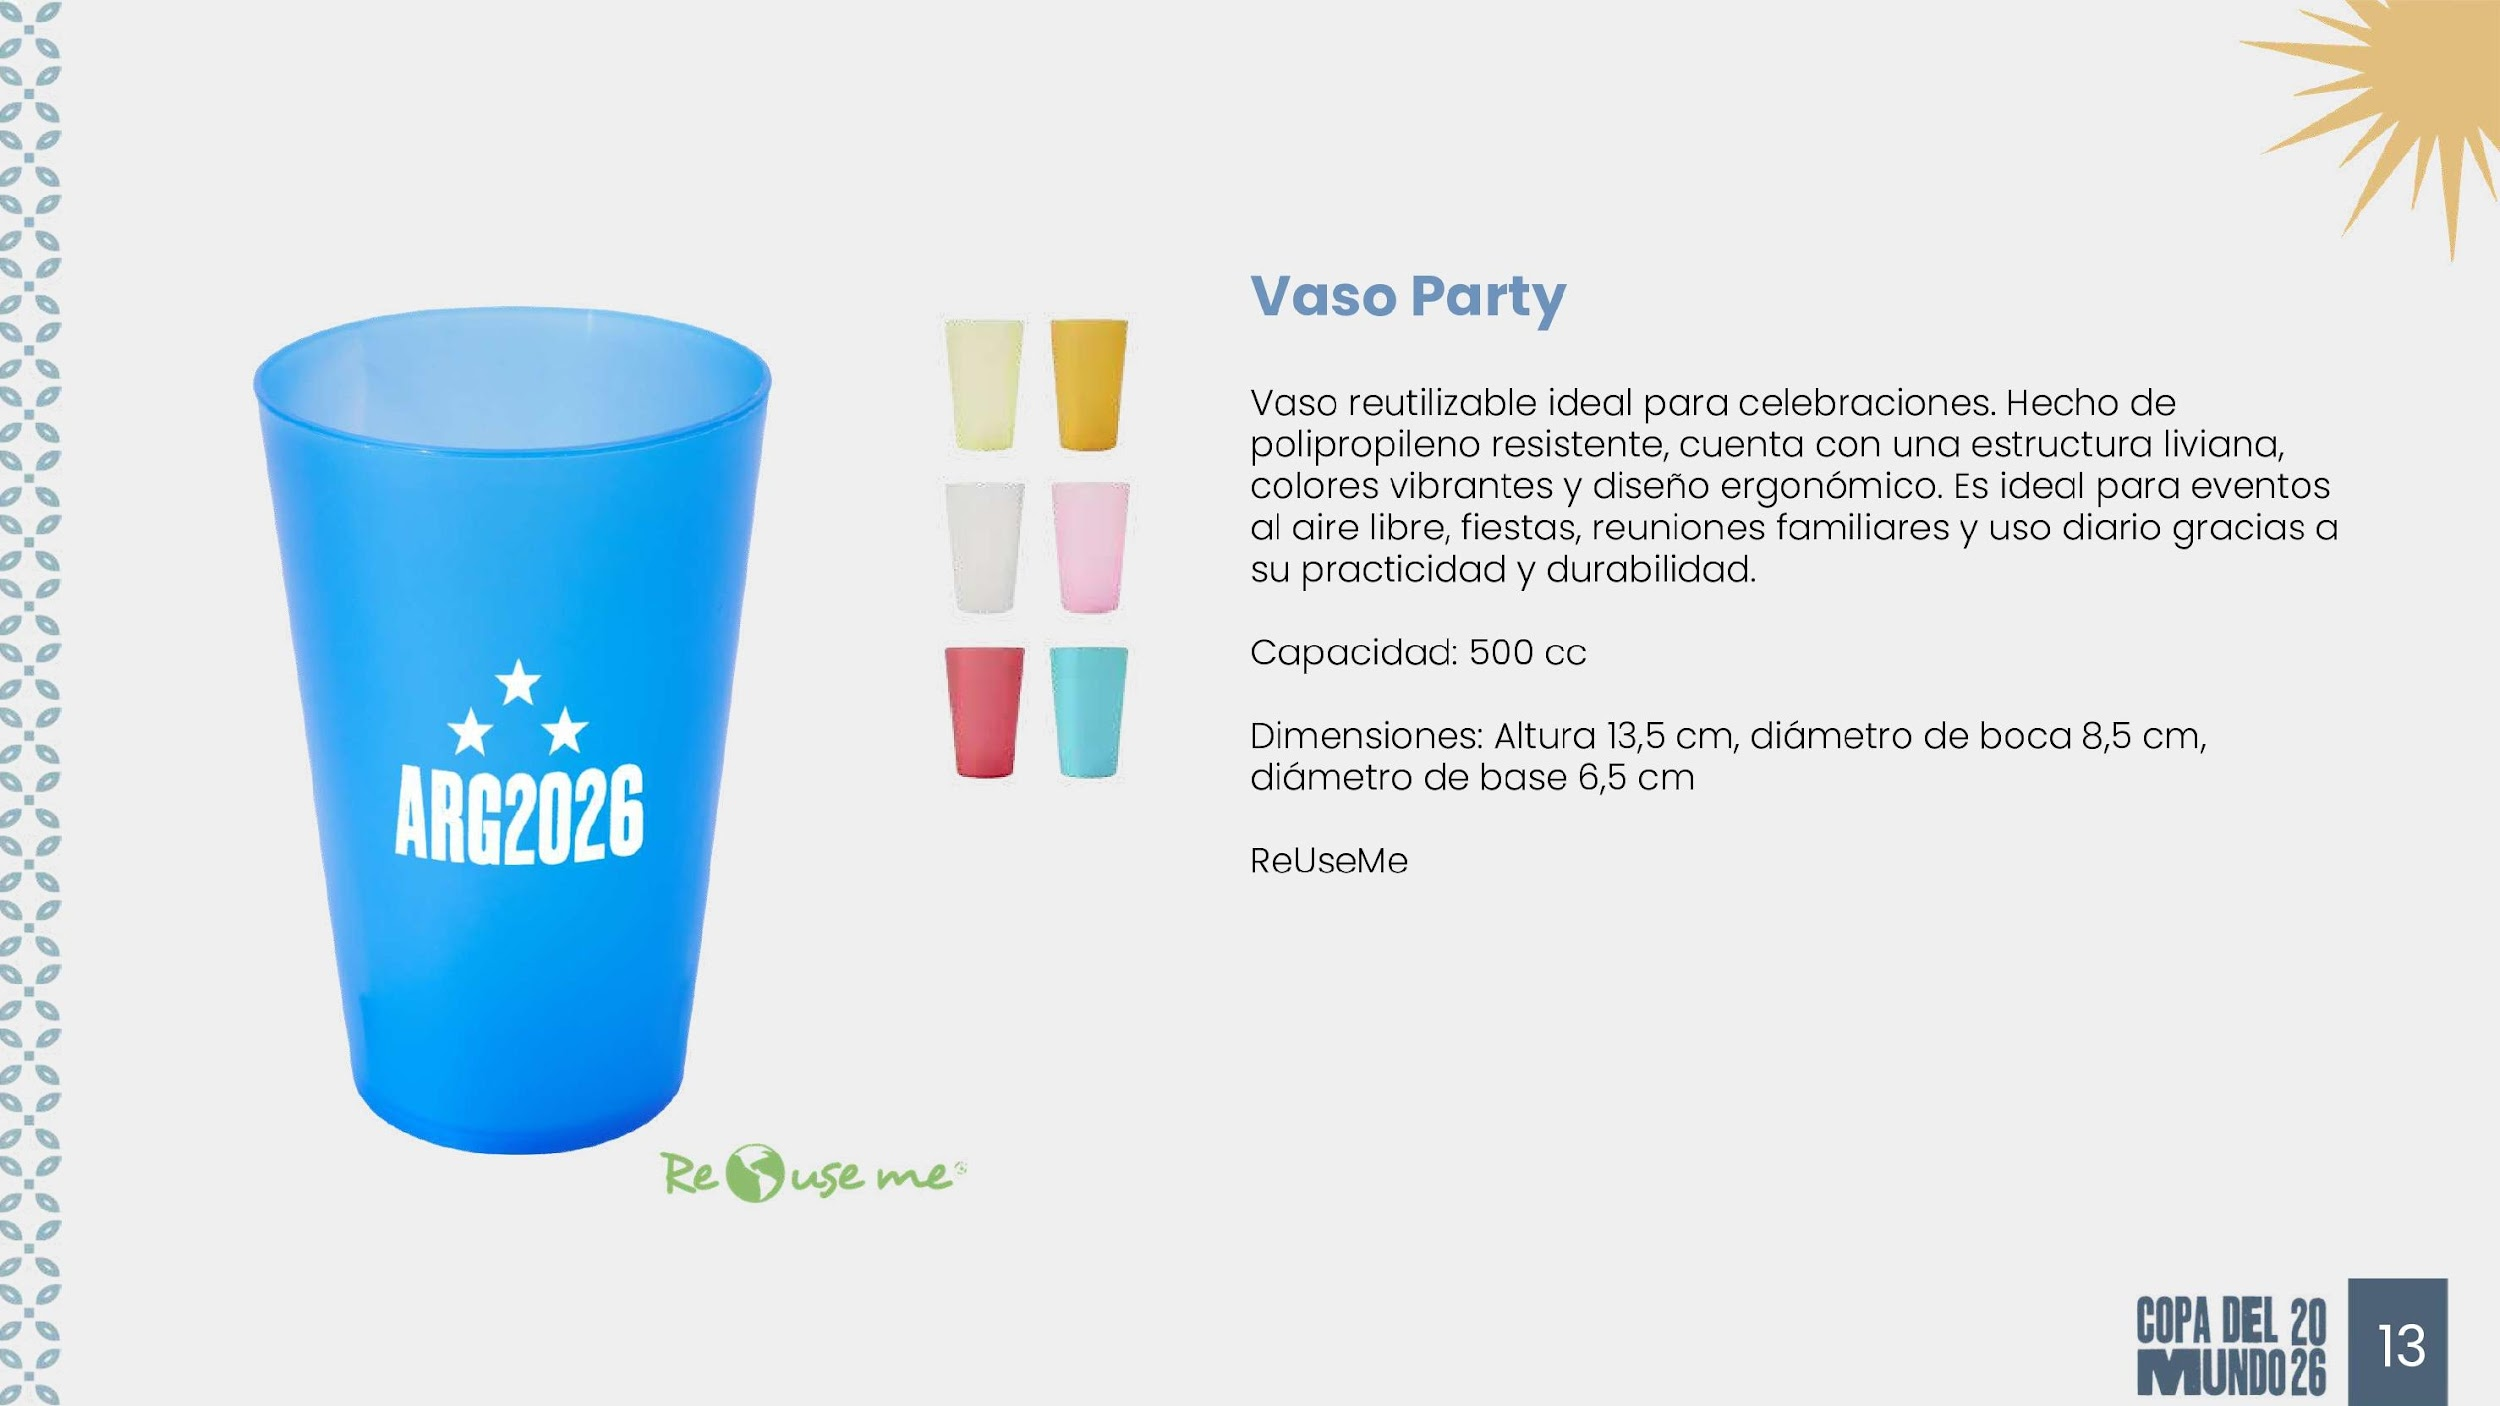 Vaso Party
Vaso reutilizable ideal para celebraciones. Hecho de
polipropileno resistente, cuenta con una estructura liviana,
colores vibrantes y diseño ergonómico. Es ideal para eventos
al aire libre, fiestas, reuniones familiares y uso diario gracias a
su practicidad y durabilidad.
Capacidad: 500 cc
Dimensiones: Altura 13,5 cm, diámetro de boca 8,5 cm,
diámetro de base 6,5 cm
ReUseMe
ARG2026
Re use me
COPA DEL 20
MUNDO 26
13